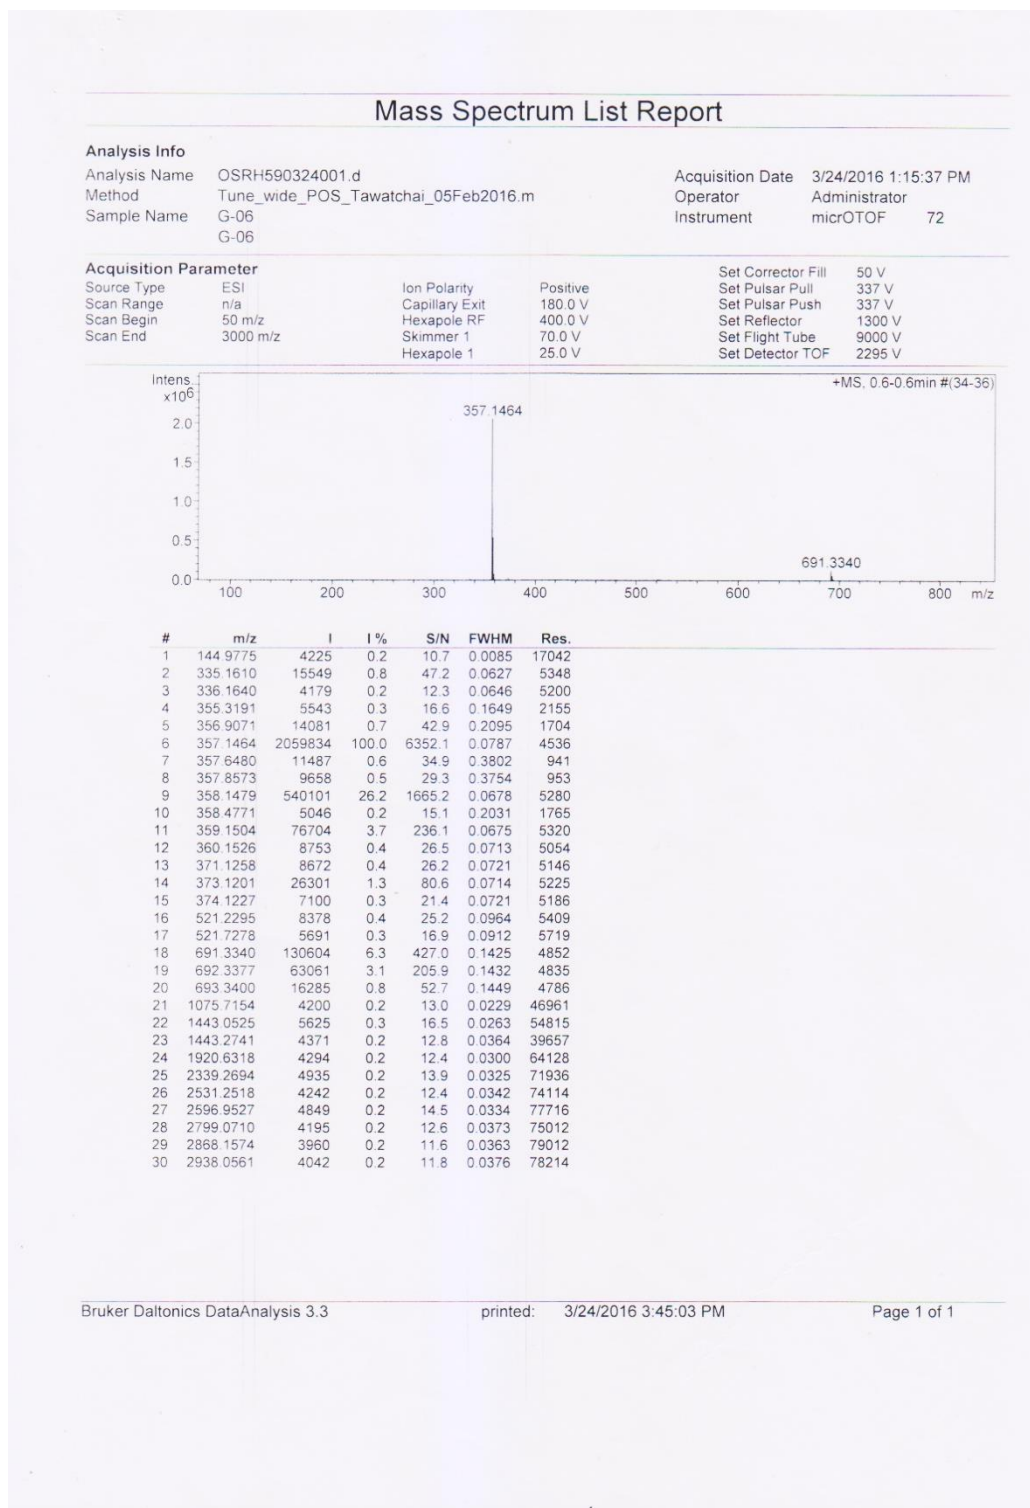 Mass Spectrum List Report
Analysis Info
Analysis Name OSRH590324001.d Acquisition Date 3/24/2016 1:15:37 PM
Method Tune_wide_POS_Tawatchai_05Feb2016.m Operator Administrator
Sample Name G-06 Instrument micrOTOF 72
G-06
Acquisition Parameter Set Corrector Fill 50 V
Source Type ESI Ion Polarity Positive Set Pulsar Pull 337 V
Scan Range n/a Capillary Exit 180.0 V Set Pulsar Push 337 V
Scan Begin 50 m/z Hexapole RF 400.0 V Set Reflector 1300 V
Scan End 3000 m/z Skimmer 1 70.0 V Set Flight Tube 9000 V
Hexapole 1 25.0 V Set Detector TOF 2295 V
Intens. +MS, 0.6-0.6min #(34-36)
x10⁶
357.1464
2.0
1.5
1.0
0.5
691.3340
0.0
100 200 300 400 500 600 700 800 m/z
# m/z I I % S/N FWHM Res.
1 144.9775 4225 0.2 10.7 0.0085 17042
2 335.1610 15549 0.8 47.2 0.0627 5348
3 336.1640 4179 0.2 12.3 0.0646 5200
4 355.3191 5543 0.3 16.6 0.1649 2155
5 356.9071 14081 0.7 42.9 0.2095 1704
6 357.1464 2059834 100.0 6352.1 0.0787 4536
7 357.6480 11487 0.6 34.9 0.3802 941
8 357.8573 9658 0.5 29.3 0.3754 953
9 358.1479 540101 26.2 1665.2 0.0678 5280
10 358.4771 5046 0.2 15.1 0.2031 1765
11 359.1504 76704 3.7 236.1 0.0675 5320
12 360.1526 8753 0.4 26.5 0.0713 5054
13 371.1258 8672 0.4 26.2 0.0721 5146
14 373.1201 26301 1.3 80.6 0.0714 5225
15 374.1227 7100 0.3 21.4 0.0721 5186
16 521.2295 8378 0.4 25.2 0.0964 5409
17 521.7278 5691 0.3 16.9 0.0912 5719
18 691.3340 130604 6.3 427.0 0.1425 4852
19 692.3377 63061 3.1 205.9 0.1432 4835
20 693.3400 16285 0.8 52.7 0.1449 4786
21 1075.7154 4200 0.2 13.0 0.0229 46961
22 1443.0525 5625 0.3 16.5 0.0263 54815
23 1443.2741 4371 0.2 12.8 0.0364 39657
24 1920.6318 4294 0.2 12.4 0.0300 64128
25 2339.2694 4935 0.2 13.9 0.0325 71936
26 2531.2518 4242 0.2 12.4 0.0342 74114
27 2596.9527 4849 0.2 14.5 0.0334 77716
28 2799.0710 4195 0.2 12.6 0.0373 75012
29 2868.1574 3960 0.2 11.6 0.0363 79012
30 2938.0561 4042 0.2 11.8 0.0376 78214
Bruker Daltonics DataAnalysis 3.3 printed: 3/24/2016 3:45:03 PM Page 1 of 1